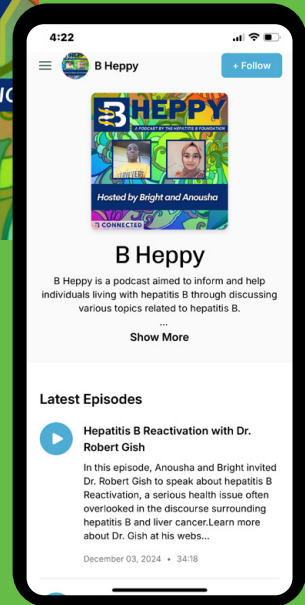 4:22
B Heppy
+ Follow
B HEPPY
A PODCAST BY THE HEPATITIS B FOUNDATION
Hosted by Bright and Anousha
B CONNECTED
B Heppy
B Heppy is a podcast aimed to inform and help
individuals living with hepatitis B through discussing
various topics related to hepatitis B.
...
Show More
Latest Episodes
Hepatitis B Reactivation with Dr.
Robert Gish
In this episode, Anousha and Bright invited
Dr. Robert Gish to speak about hepatitis B
Reactivation, a serious health issue often
overlooked in the discourse surrounding
hepatitis B and liver cancer.Learn more
about Dr. Gish at his webs...
December 03, 2024 • 34:18